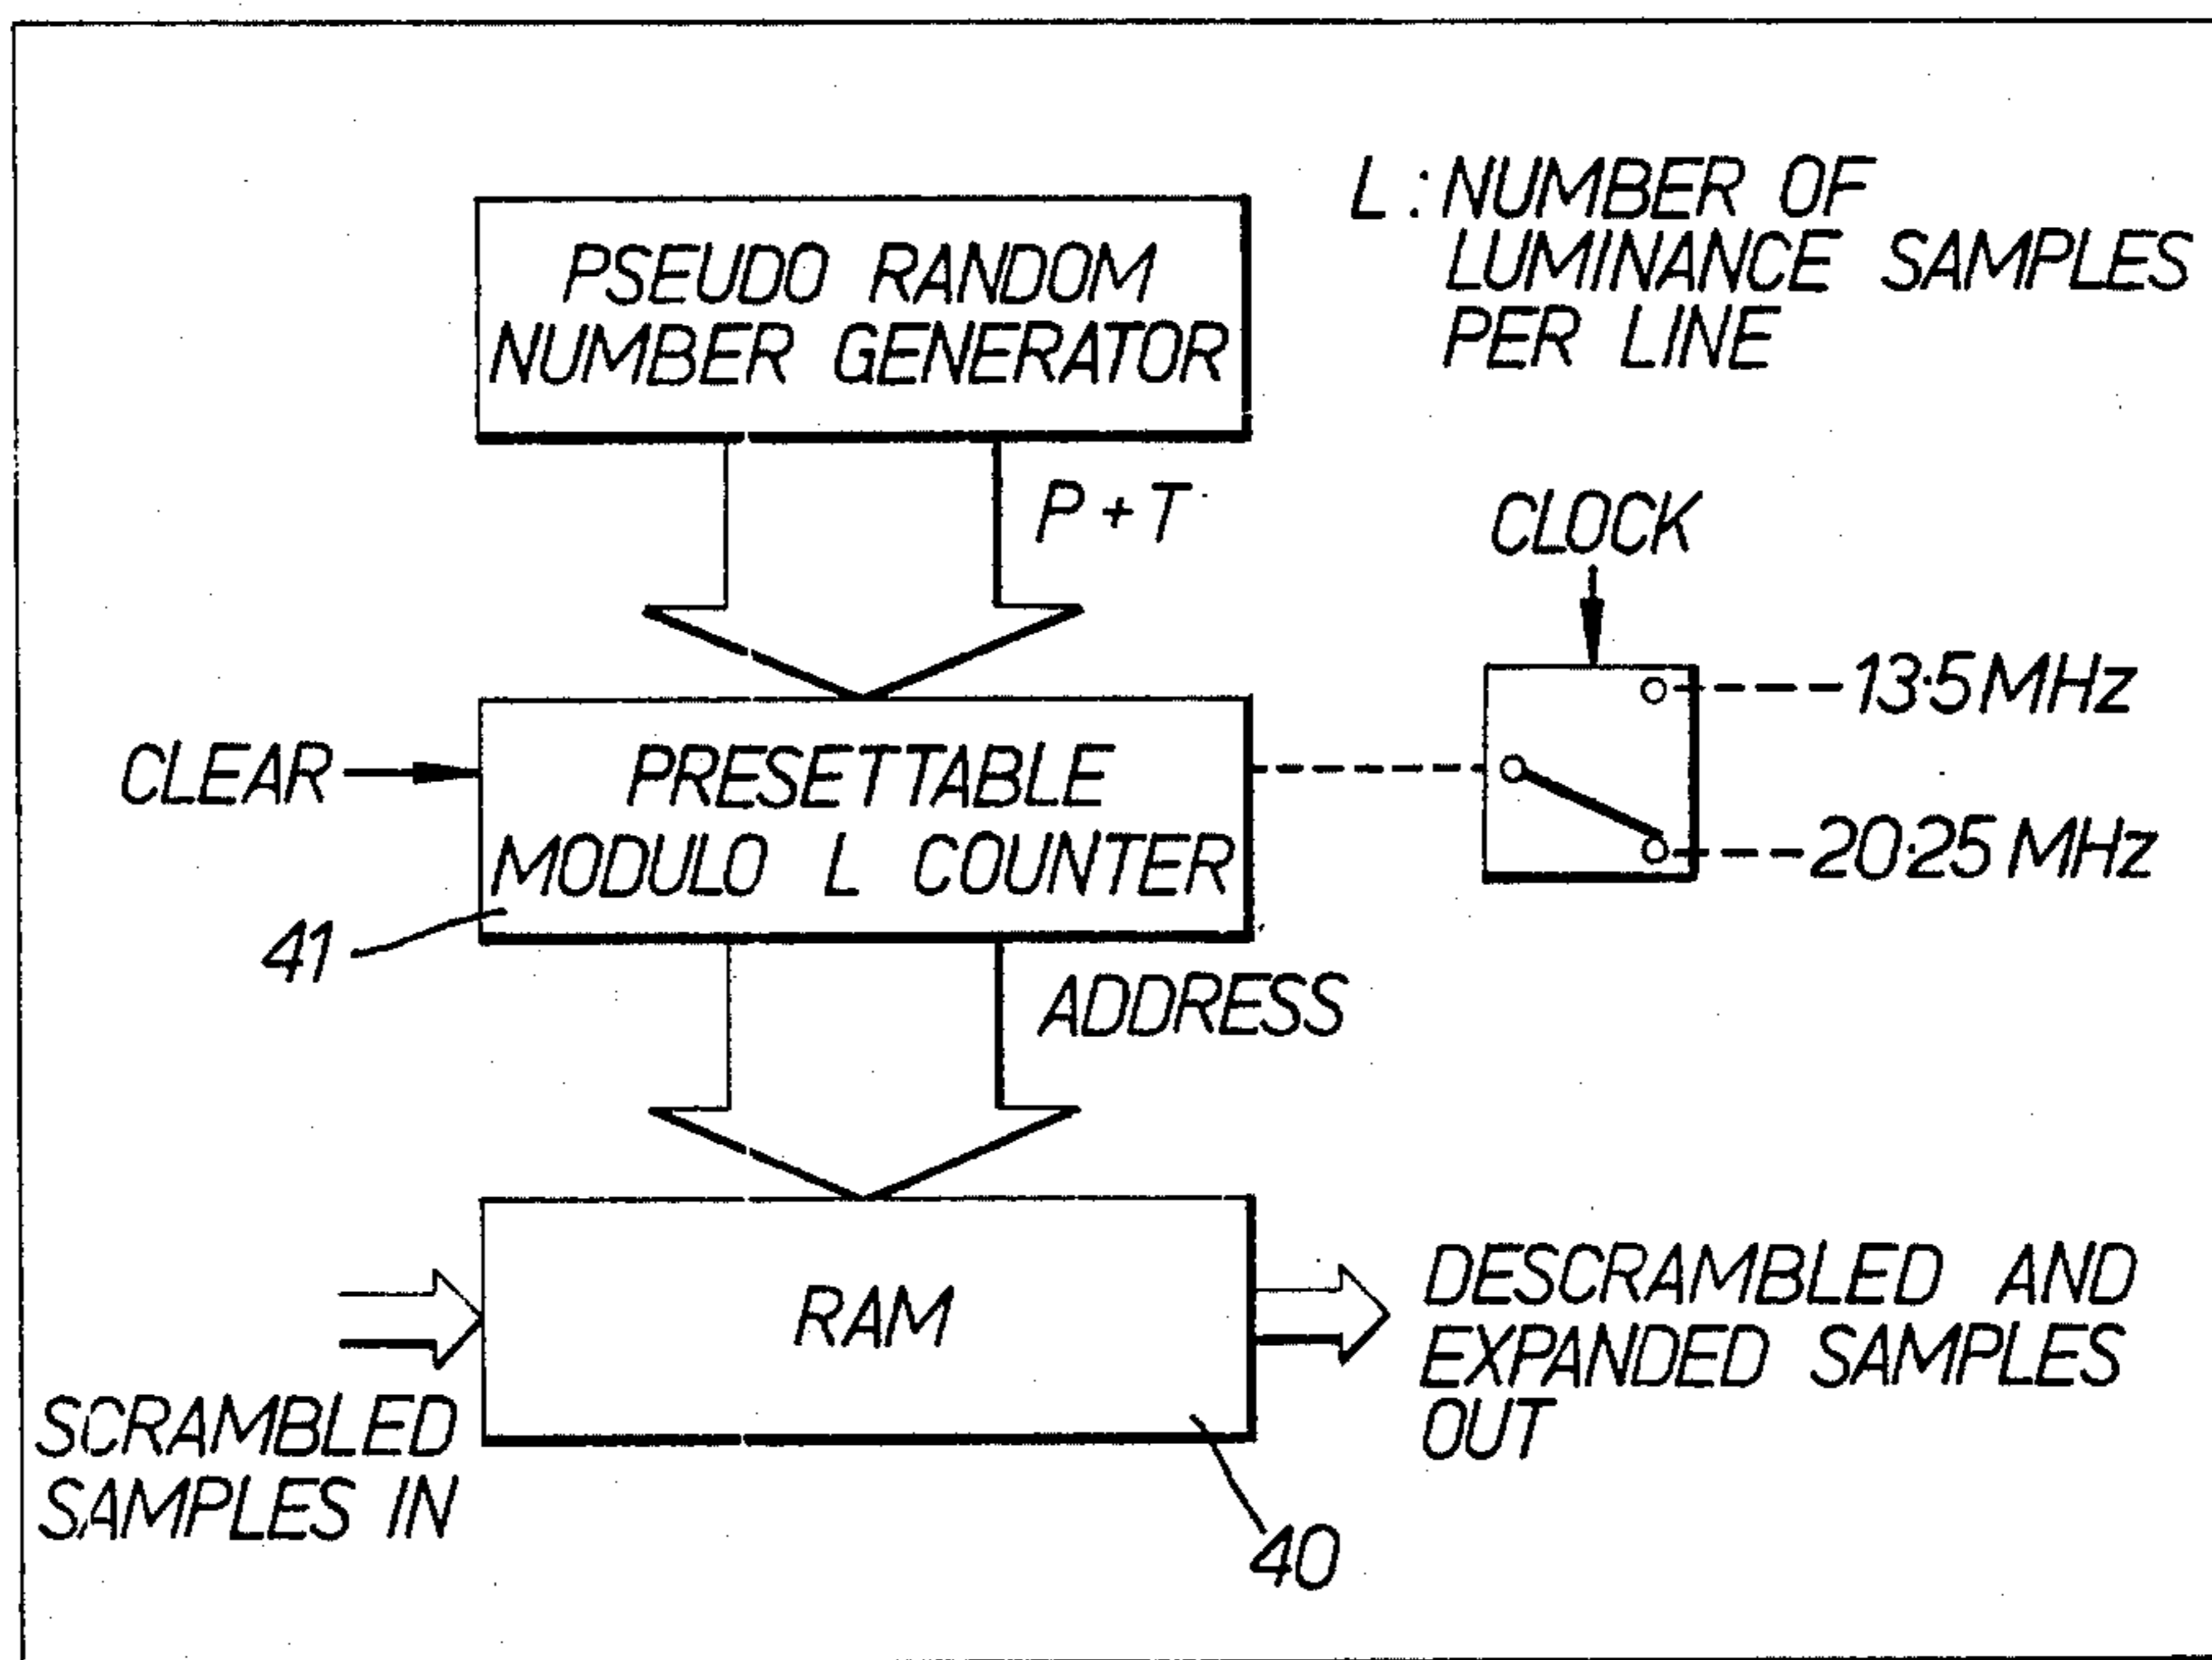 PSEUDO RANDOM
NUMBER GENERATOR
L : NUMBER OF
LUMINANCE SAMPLES
PER LINE
P + T
CLOCK
13·5 MHz
20·25 MHz
CLEAR
PRESETTABLE
MODULO L COUNTER
41
ADDRESS
RAM
SCRAMBLED
SAMPLES IN
DESCRAMBLED AND
EXPANDED SAMPLES
OUT
40